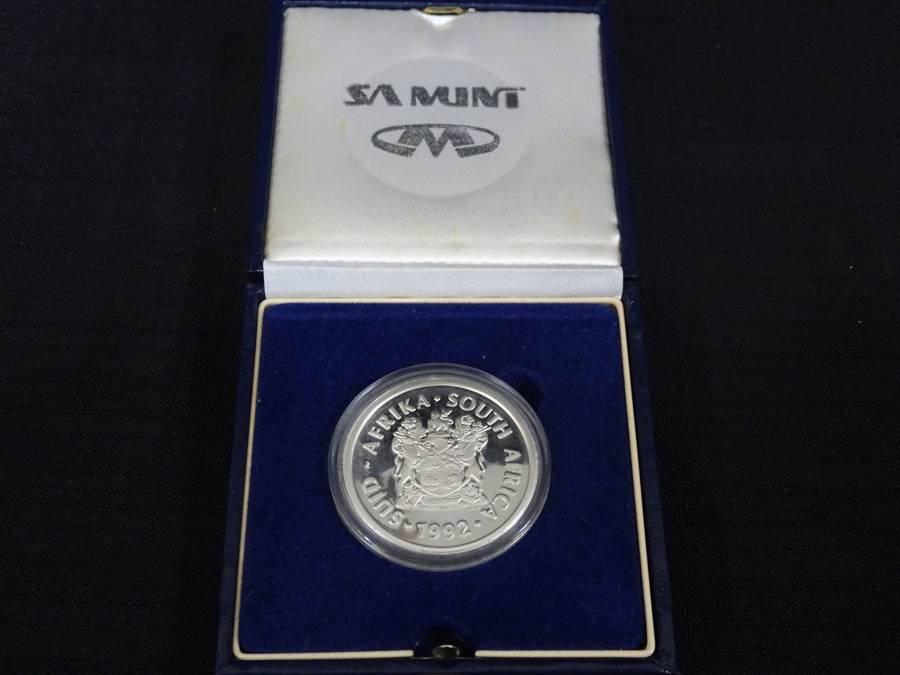 SA MINT
SUID-AFRIKA · SOUTH AFRICA
· 1992 ·